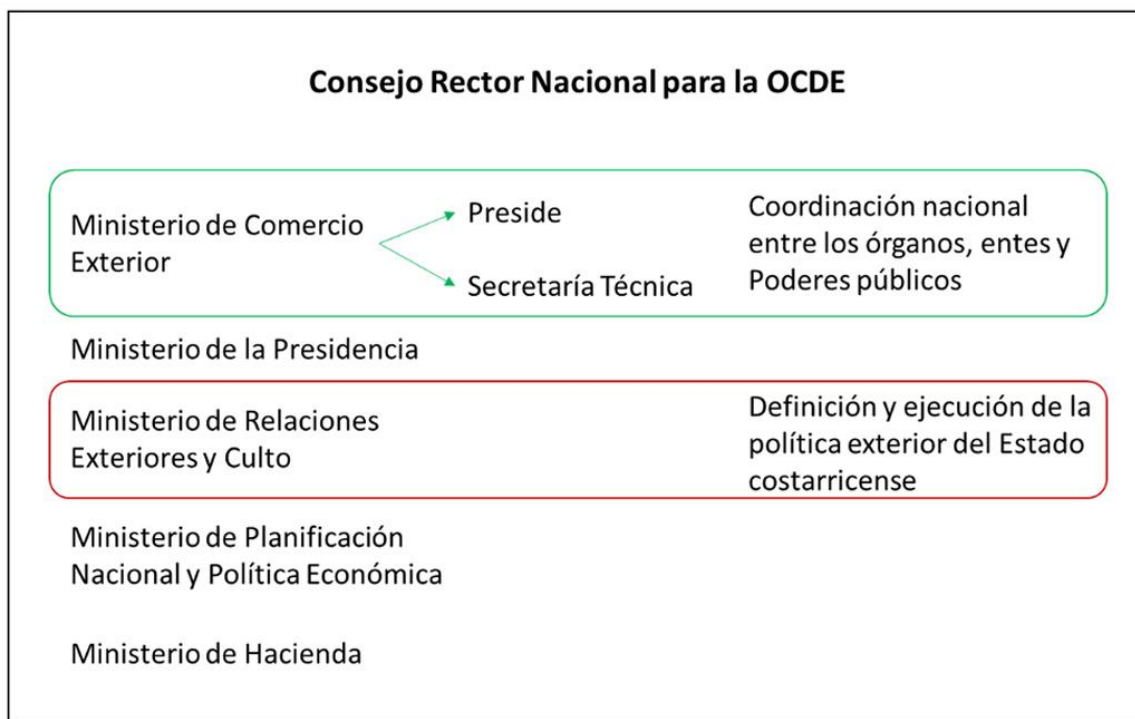 Consejo Rector Nacional para la OCDE
Ministerio de Comercio
Exterior
Preside
Secretaría Técnica
Coordinación nacional
entre los órganos, entes y
Poderes públicos
Ministerio de la Presidencia
Ministerio de Relaciones
Exteriores y Culto
Definición y ejecución de la
política exterior del Estado
costarricense
Ministerio de Planificación
Nacional y Política Económica
Ministerio de Hacienda